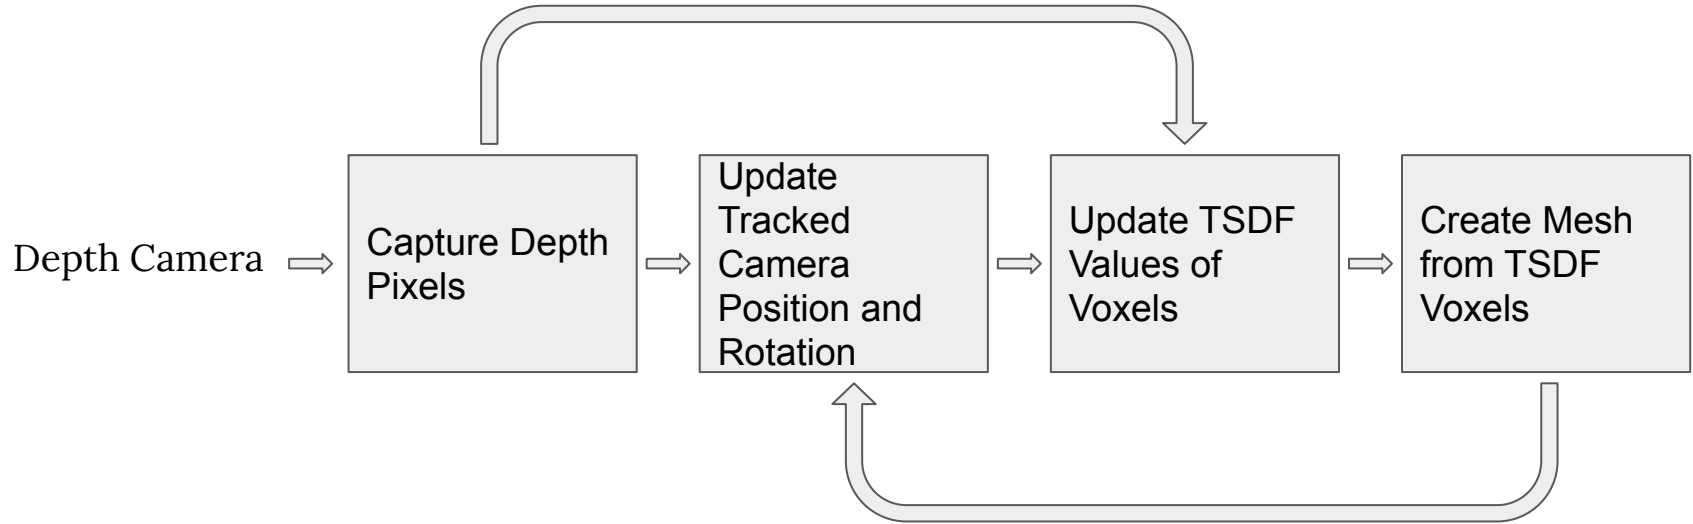 Depth Camera
Capture Depth
Pixels
Update
Tracked
Camera
Position and
Rotation
Update TSDF
Values of
Voxels
Create Mesh
from TSDF
Voxels